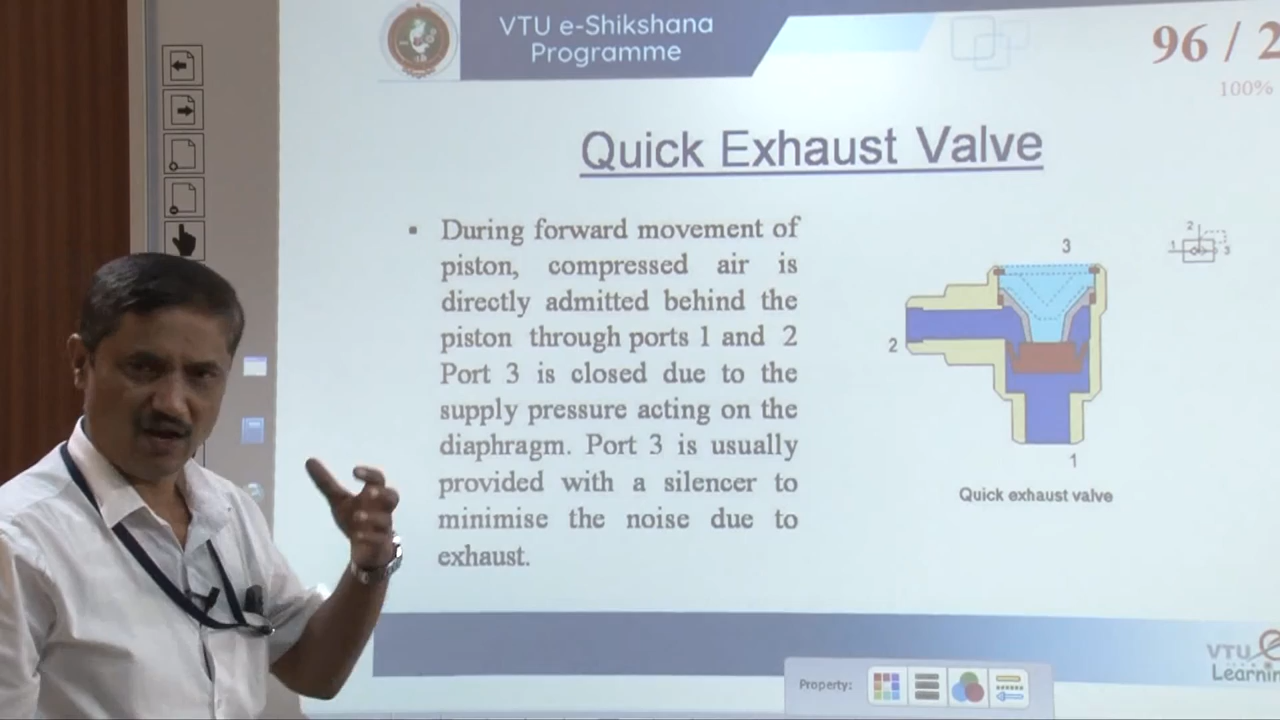 VTU e-Shikshana
Programme
96 / 2
100%
Quick Exhaust Valve
▪ During forward movement of
piston, compressed air is
directly admitted behind the
piston through ports 1 and 2
Port 3 is closed due to the
supply pressure acting on the
diaphragm. Port 3 is usually
provided with a silencer to
minimise the noise due to
exhaust.
2
1 3
3
2
1
Quick exhaust valve
VTU e
Learnin
Property: